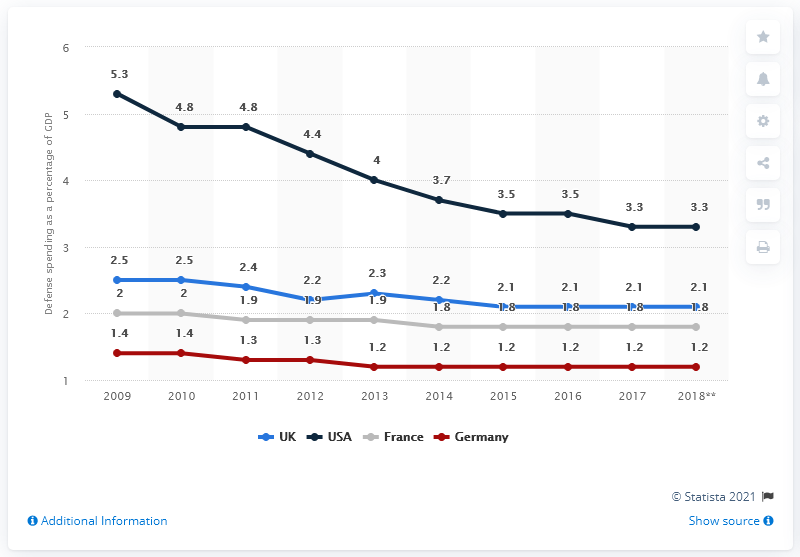 6
5
4
3
2
1
Defense spending as a percentage of GDP
5.3 4.8 4.8 4.4 4 3.7 3.5 3.5 3.3 3.3
2.5 2.5 2.4 2.2 2.3 2.2 2.1 2.1 2.1 2.1
2 2 1.9 1.9 1.9 1.8 1.8 1.8 1.8 1.8
1.4 1.4 1.3 1.3 1.2 1.2 1.2 1.2 1.2 1.2
2009 2010 2011 2012 2013 2014 2015 2016 2017 2018**
UK USA France Germany
© Statista 2021
Additional Information Show source